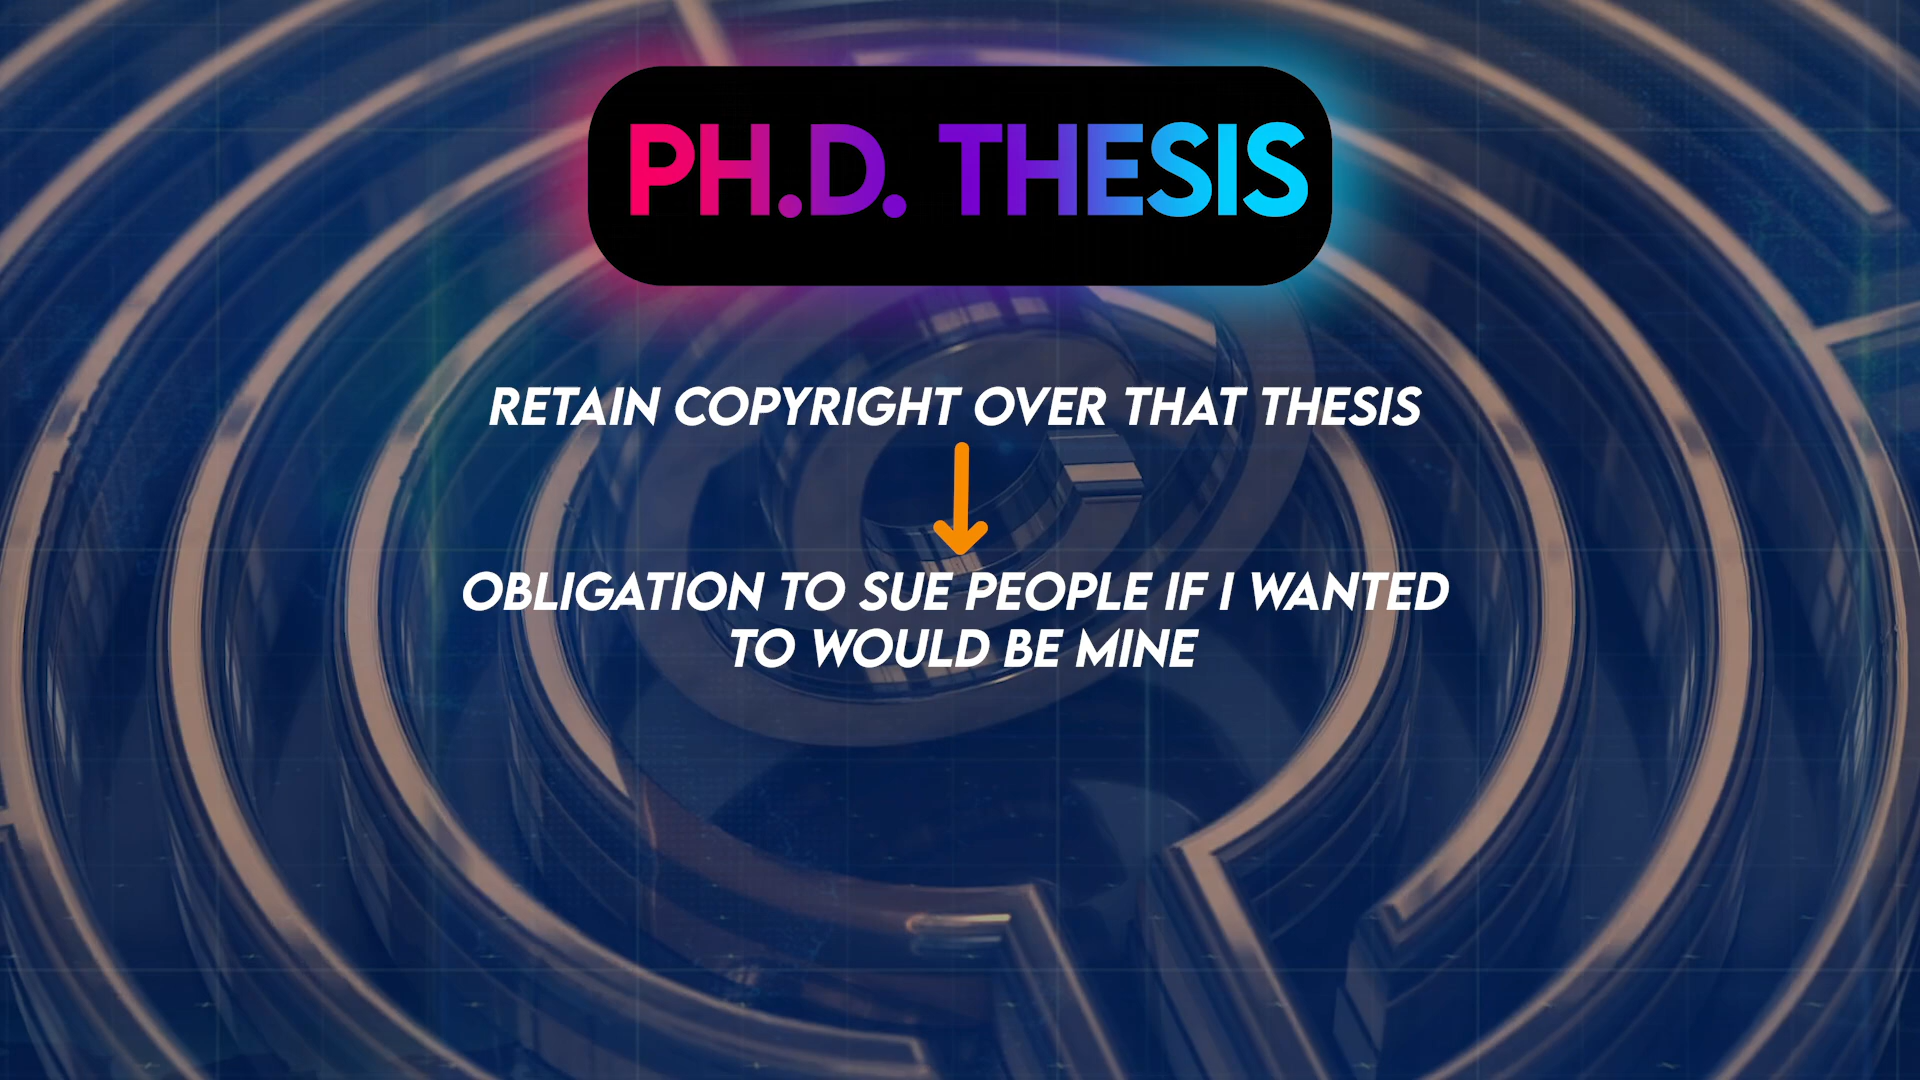 PH.D. THESIS
RETAIN COPYRIGHT OVER THAT THESIS
OBLIGATION TO SUE PEOPLE IF I WANTED
TO WOULD BE MINE